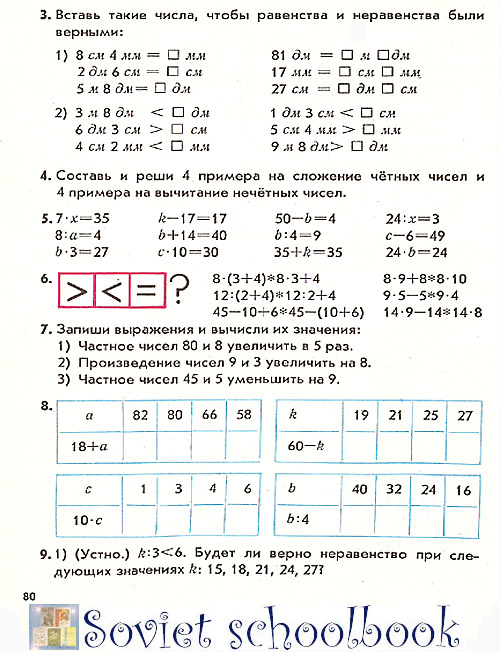 3. Вставь такие числа, чтобы равенства и неравенства были
верными:
1) 8 см 4 мм = □ мм 81 дм = □ м □ дм
2 дм 6 см = □ см 17 мм = □ см □ мм
5 м 8 дм = □ дм 27 см = □ дм □ см
2) 3 м 8 дм < □ дм 1 дм 3 см < □ см
6 дм 3 см > □ см 5 см 4 мм > □ мм
4 см 2 мм < □ мм 9 м 8 дм > □ дм
4. Составь и реши 4 примера на сложение чётных чисел и
4 примера на вычитание нечётных чисел.
5. 7·x=35 k−17=17 50−b=4 24:x=3
8:a=4 b+14=40 b:4=9 c−6=49
b·3=27 c·10=30 35+k=35 24·b=24
6. > < = ? 8·(3+4)*8·3+4 8·9+8*8·10
12:(2+4)*12:2+4 9·5−5*9·4
45−10+6*45−(10+6) 14·9−14*14·8
7. Запиши выражения и вычисли их значения:
1) Частное чисел 80 и 8 увеличить в 5 раз.
2) Произведение чисел 9 и 3 увеличить на 8.
3) Частное чисел 45 и 5 уменьшить на 9.
8. a 82 80 66 58 k 19 21 25 27
18+a 60−k
c 1 3 4 6 b 40 32 24 16
10·c b:4
9. 1) (Устно.) k:3<6. Будет ли верно неравенство при сле-
дующих значениях k: 15, 18, 21, 24, 27?
80
Soviet schoolbook